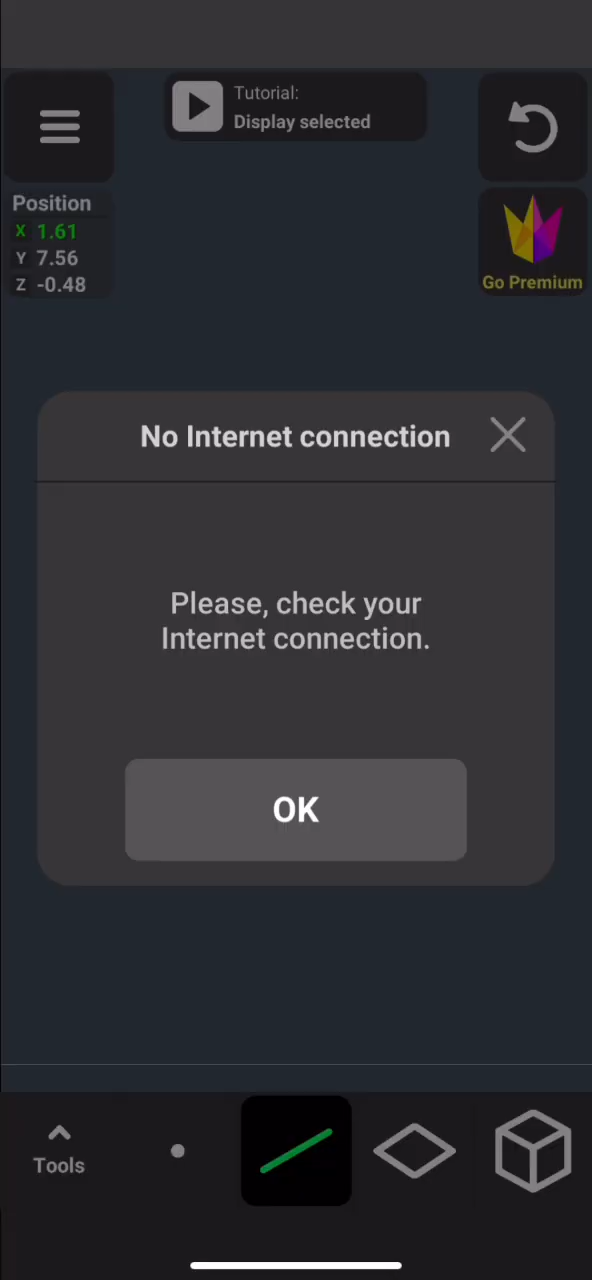 Tutorial:
Display selected
Position
X 1.61
Y 7.56
Z -0.48
Go Premium
No Internet connection
Please, check your
Internet connection.
OK
Tools